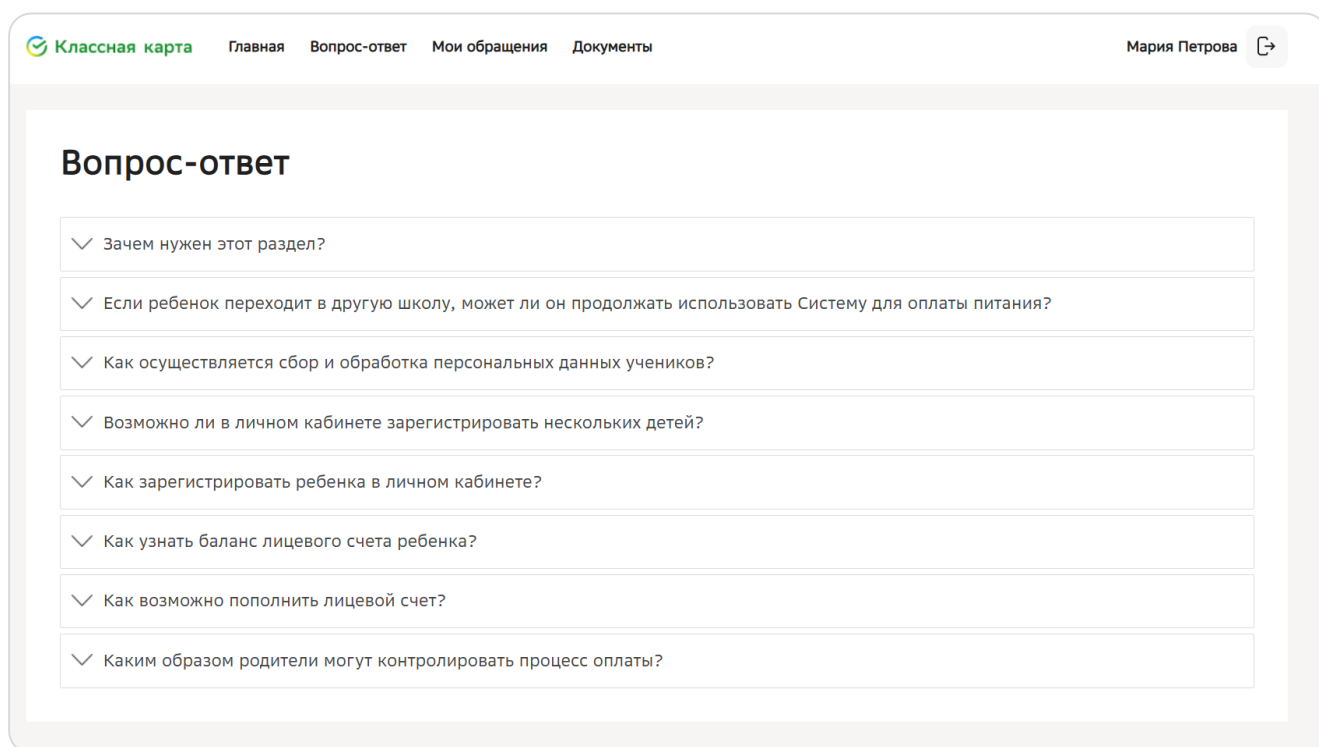 Классная карта Главная Вопрос-ответ Мои обращения Документы Мария Петрова
Вопрос-ответ
Зачем нужен этот раздел?
Если ребенок переходит в другую школу, может ли он продолжать использовать Систему для оплаты питания?
Как осуществляется сбор и обработка персональных данных учеников?
Возможно ли в личном кабинете зарегистрировать нескольких детей?
Как зарегистрировать ребенка в личном кабинете?
Как узнать баланс лицевого счета ребенка?
Как возможно пополнить лицевой счет?
Каким образом родители могут контролировать процесс оплаты?